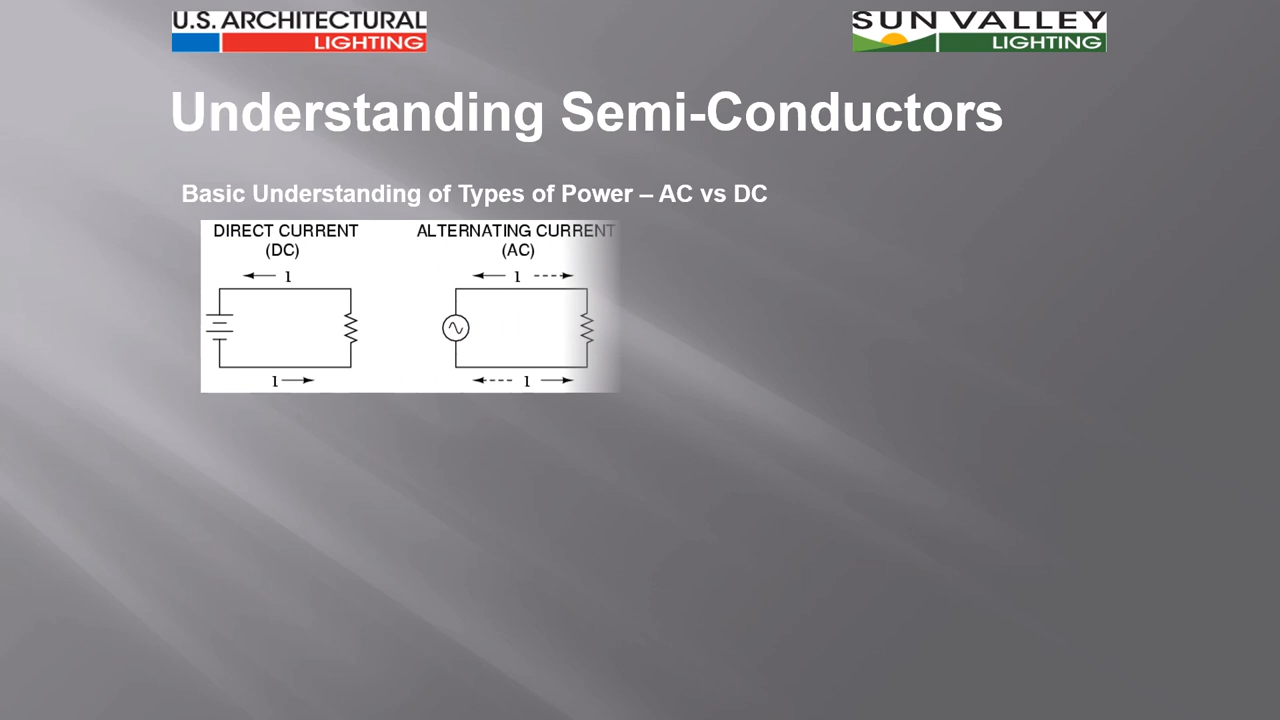 U.S. ARCHITECTURAL
LIGHTING
SUN VALLEY
LIGHTING
Understanding Semi-Conductors
Basic Understanding of Types of Power – AC vs DC
DIRECT CURRENT
(DC)
I
I
ALTERNATING CURRENT
(AC)
I
I